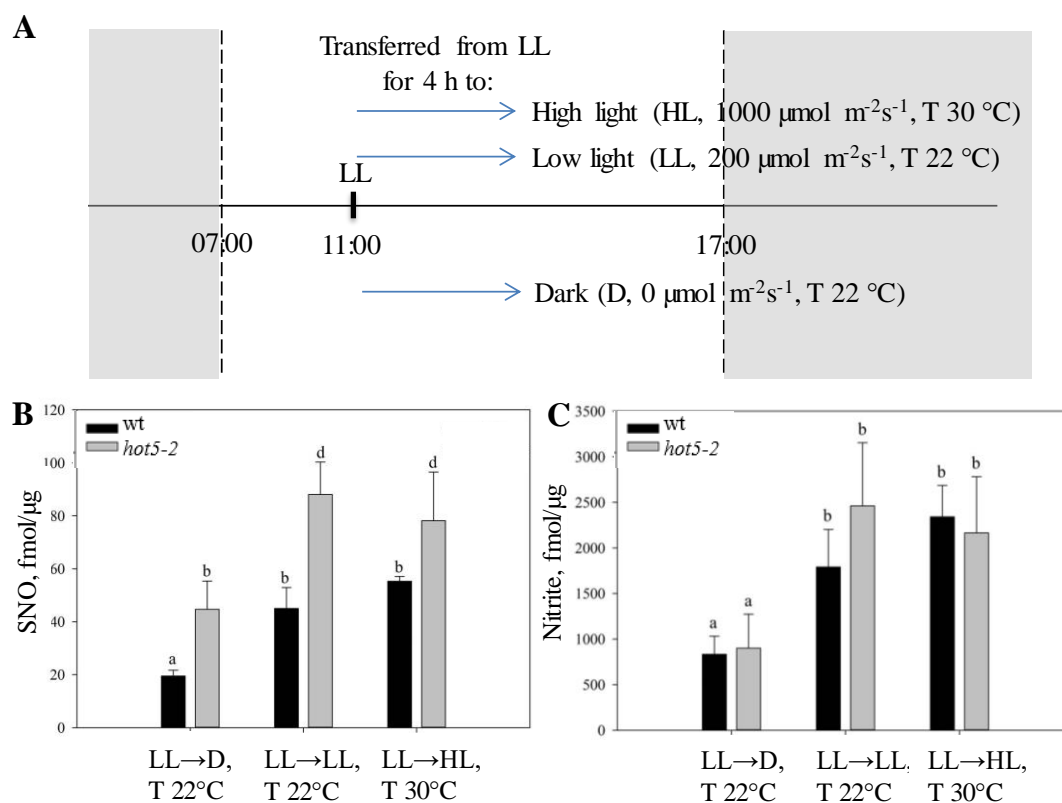 A
Transferred from LL
for 4 h to:
High light (HL, 1000 µmol m-2s-1, T 30 °C)
Low light (LL, 200 µmol m-2s-1, T 22 °C)
LL
07:00 11:00 17:00
Dark (D, 0 µmol m-2s-1, T 22 °C)
B
120
100
80
60
40
20
0
SNO, fmol/µg
wt
hot5-2
a b b d b d
LL→D, LL→LL, LL→HL,
T 22°C T 22°C T 30°C
C
3500
3000
2500
2000
1500
1000
500
0
Nitrite, fmol/µg
wt
hot5-2
a a b b b b
LL→D, LL→LL, LL→HL,
T 22°C T 22°C T 30°C